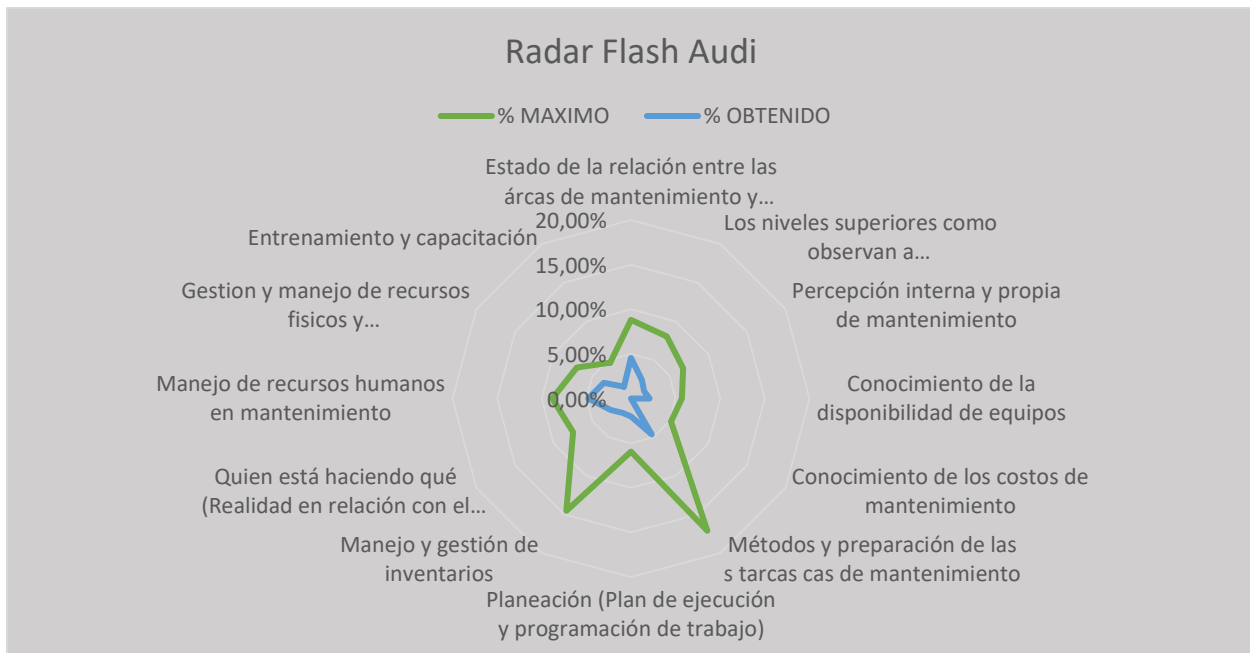 Radar Flash Audi
% MAXIMO
% OBTENIDO
Estado de la relación entre las
árcas de mantenimiento y...
20,00%
15,00%
10,00%
5,00%
0,00%
Los niveles superiores como
observan a...
Percepción interna y propia
de mantenimiento
Conocimiento de la
disponibilidad de equipos
Conocimiento de los costos de
mantenimiento
Métodos y preparación de las
s tarcas cas de mantenimiento
Planeación (Plan de ejecución
y programación de trabajo)
Manejo y gestión de
inventarios
Quien está haciendo qué
(Realidad en relación con el...
Manejo de recursos humanos
en mantenimiento
Gestion y manejo de recursos
fisicos y...
Entrenamiento y capacitación